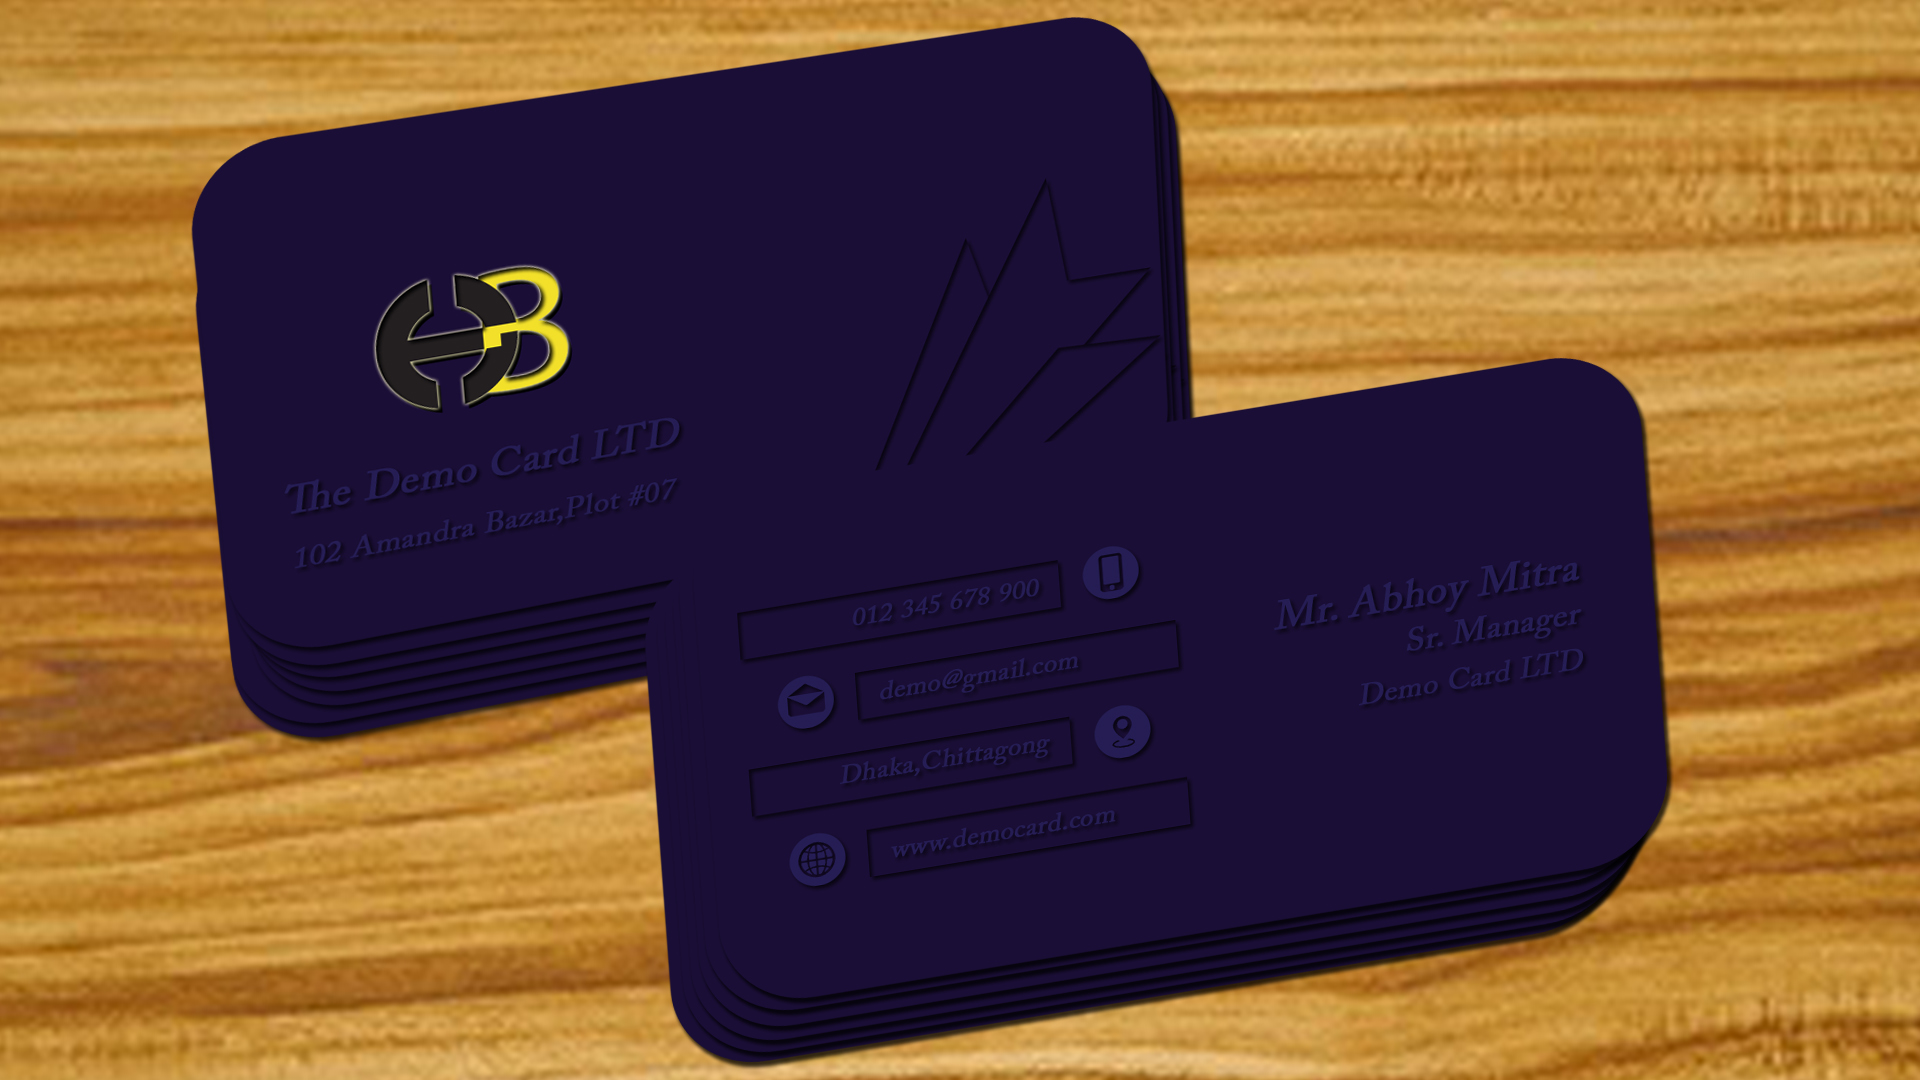 The Demo Card LTD
102 Amandra Bazar,Plot #07
012 345 678 900
demo@gmail.com
Dhaka,Chittagong
www.democard.com
Mr. Abhoy Mitra
Sr. Manager
Demo Card LTD